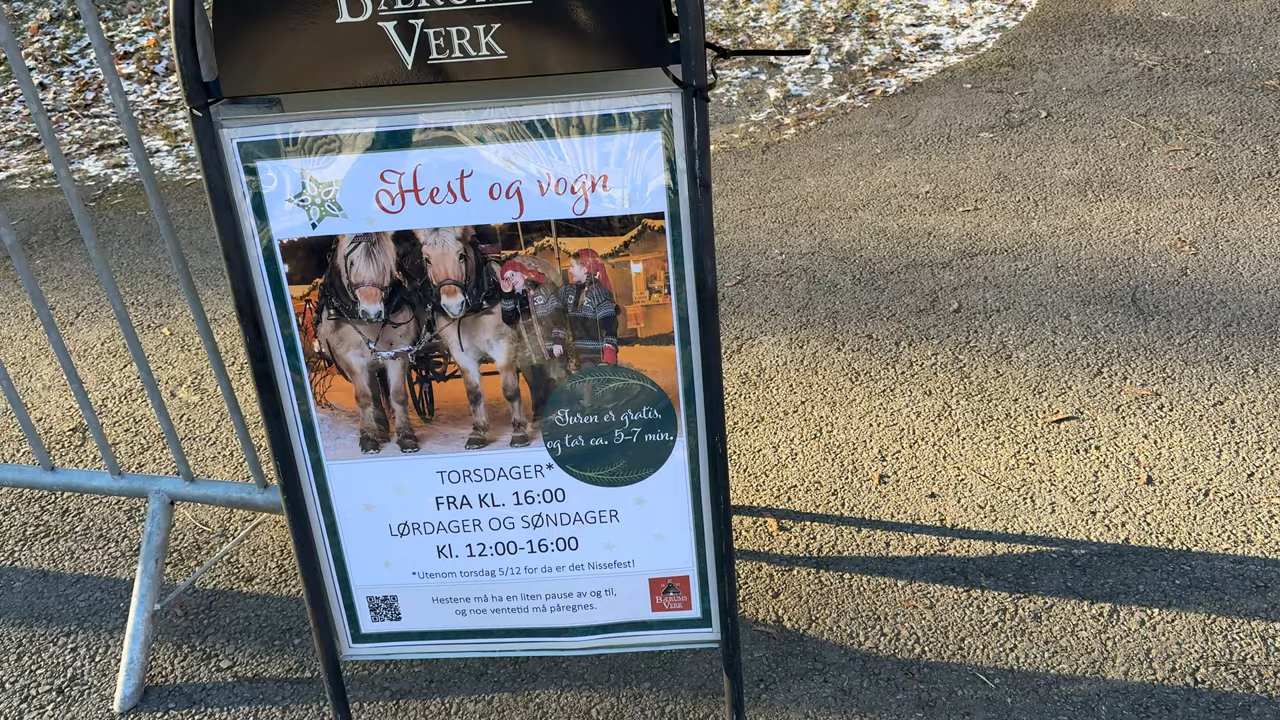 BÆRUMS
VERK
Hest og vogn
Turen er gratis,
og tar ca. 5-7 min.
TORSDAGER*
FRA KL. 16:00
LØRDAGER OG SØNDAGER
Kl. 12:00-16:00
*Utenom torsdag 5/12 for da er det Nissefest!
Hestene må ha en liten pause av og til,
og noe ventetid må påregnes.
BÆRUMS
VERK